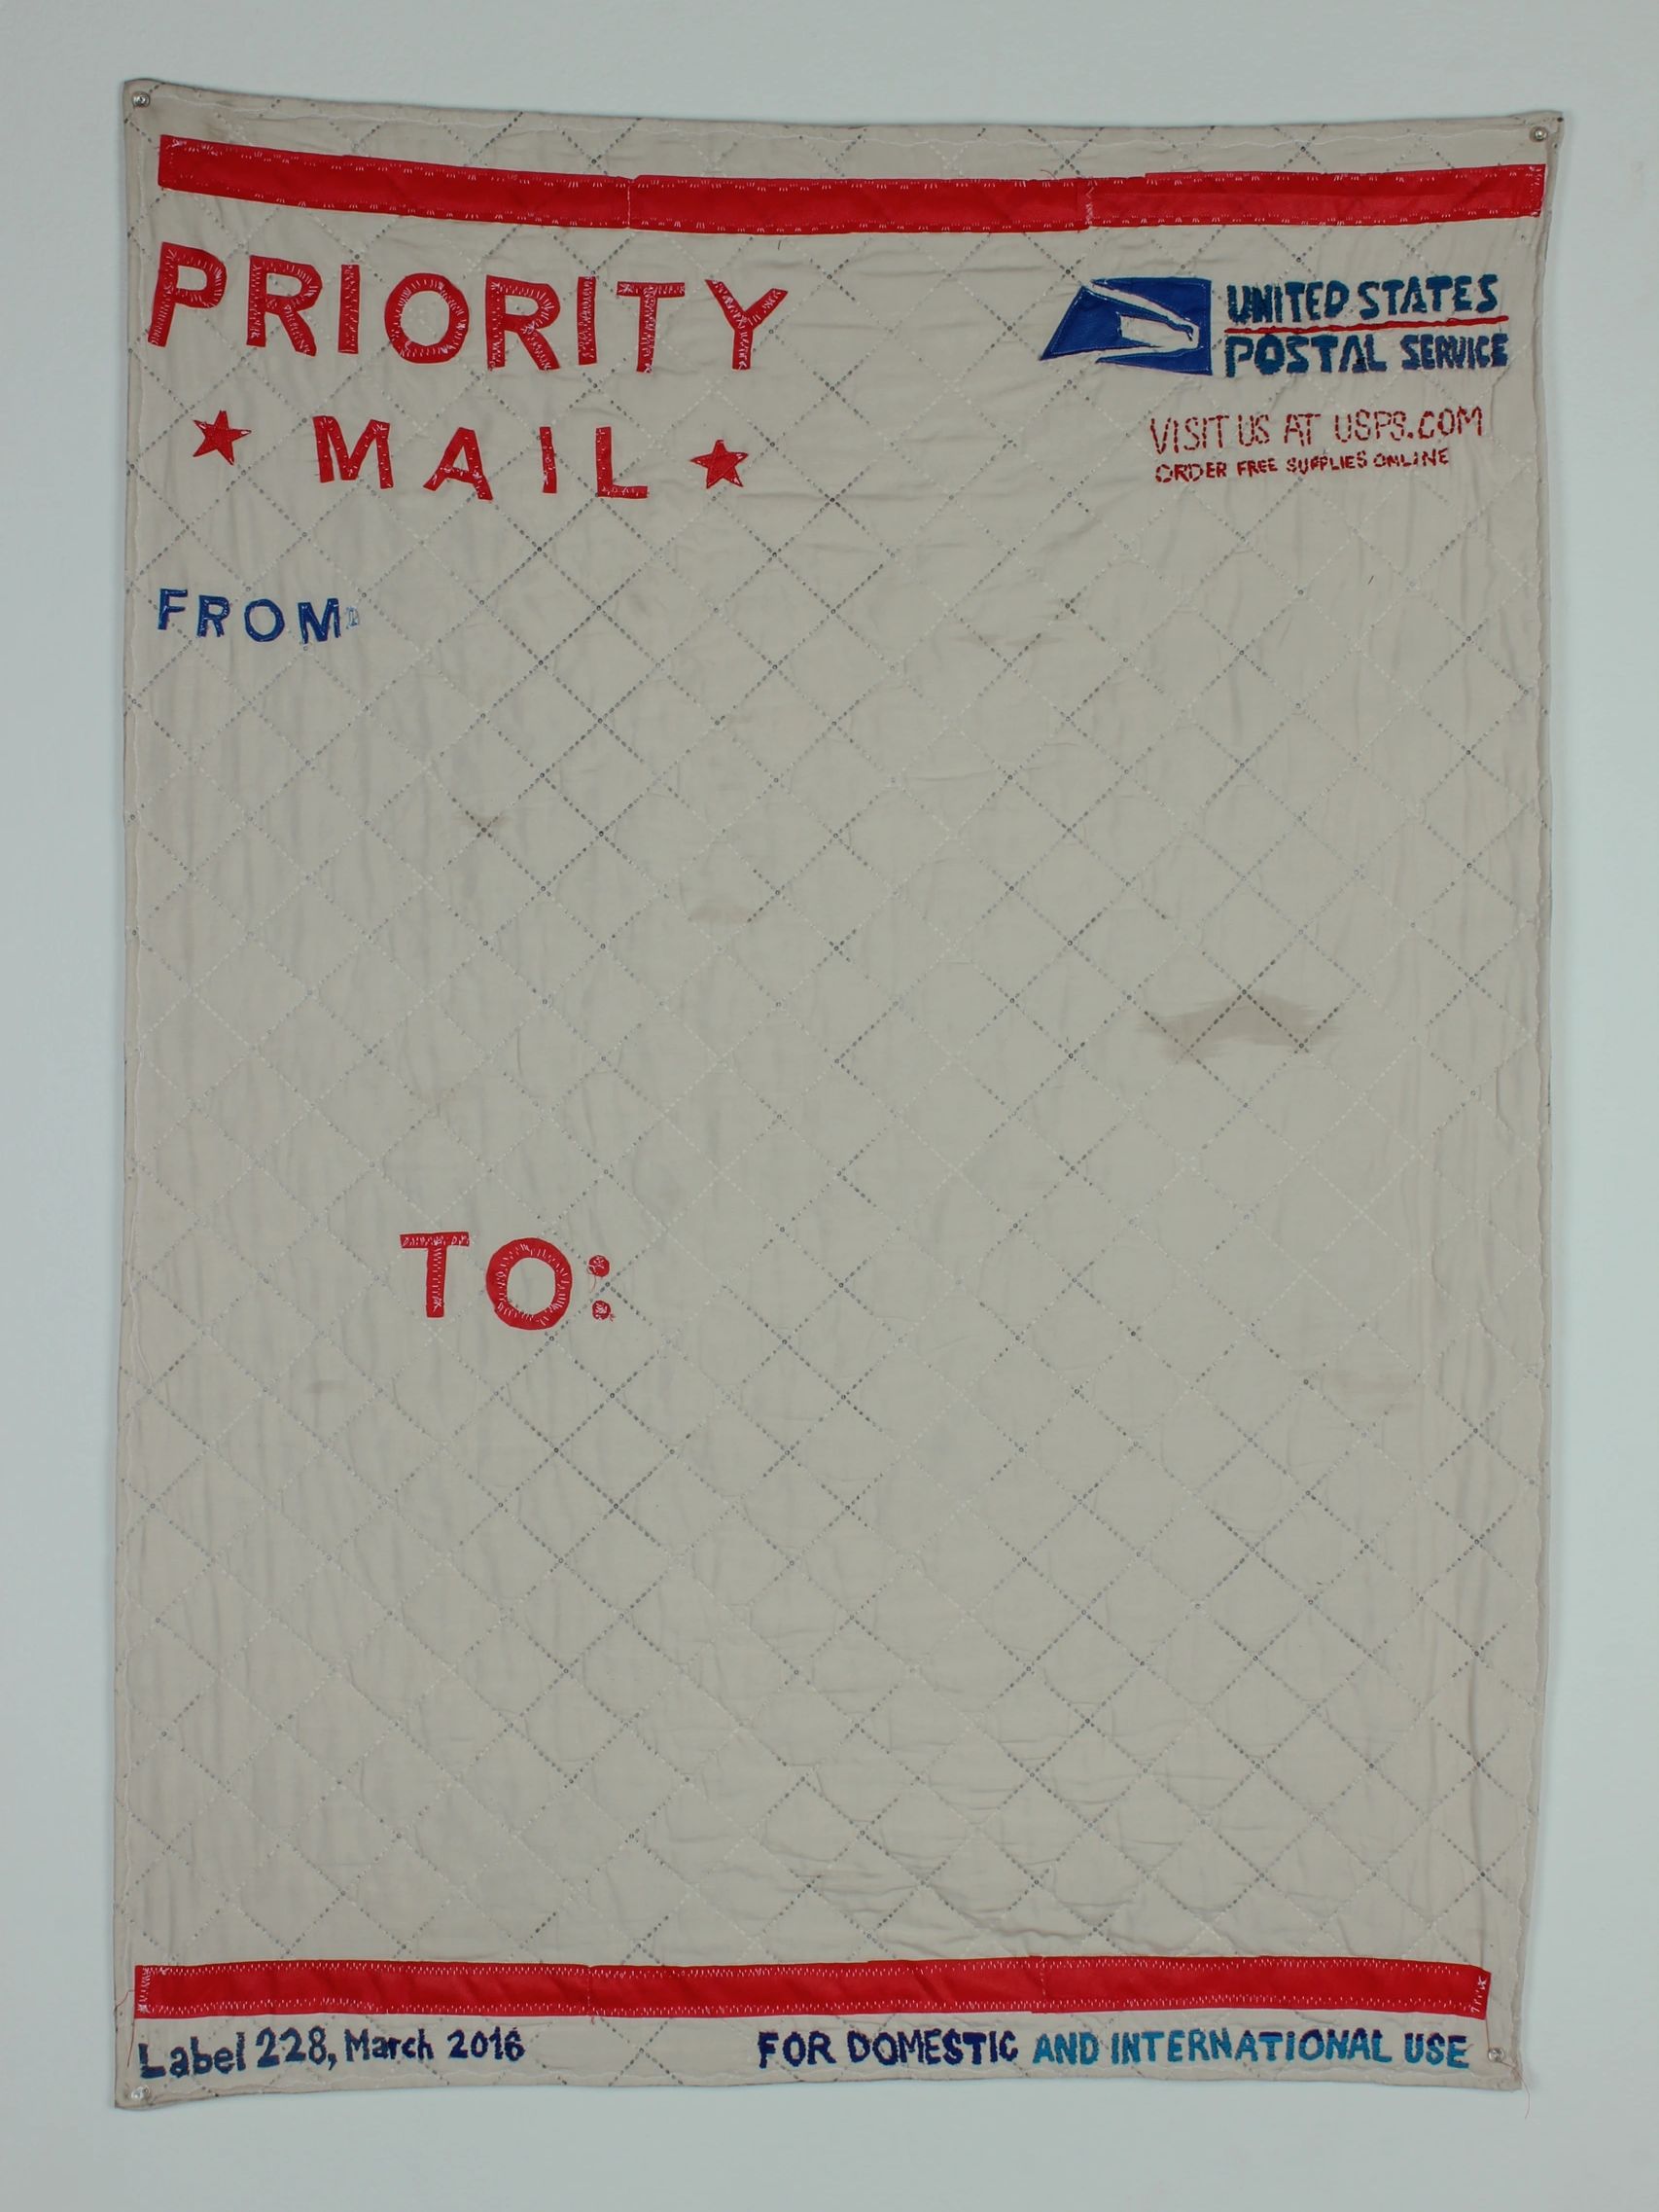 PRIORITY
★ MAIL ★
UNITED STATES
POSTAL SERVICE
VISIT US AT USPS.COM
ORDER FREE SUPPLIES ONLINE
FROM:
TO:
Label 228, March 2016
FOR DOMESTIC AND INTERNATIONAL USE